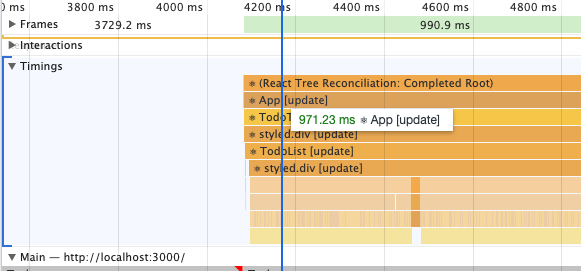 ) ms 3800 ms 4000 ms 4200 ms 4400 ms 4600 ms 4800 ms
▶ Frames 3729.2 ms 990.9 ms
▶ Interactions
▼ Timings
⚛ (React Tree Reconciliation: Completed Root)
⚛ App [update]
⚛ TodoT
971.23 ms ⚛ App [update]
⚛ styled.div [update]
⚛ TodoList [update]
⚛ styled.div [update]
▼ Main — http://localhost:3000/